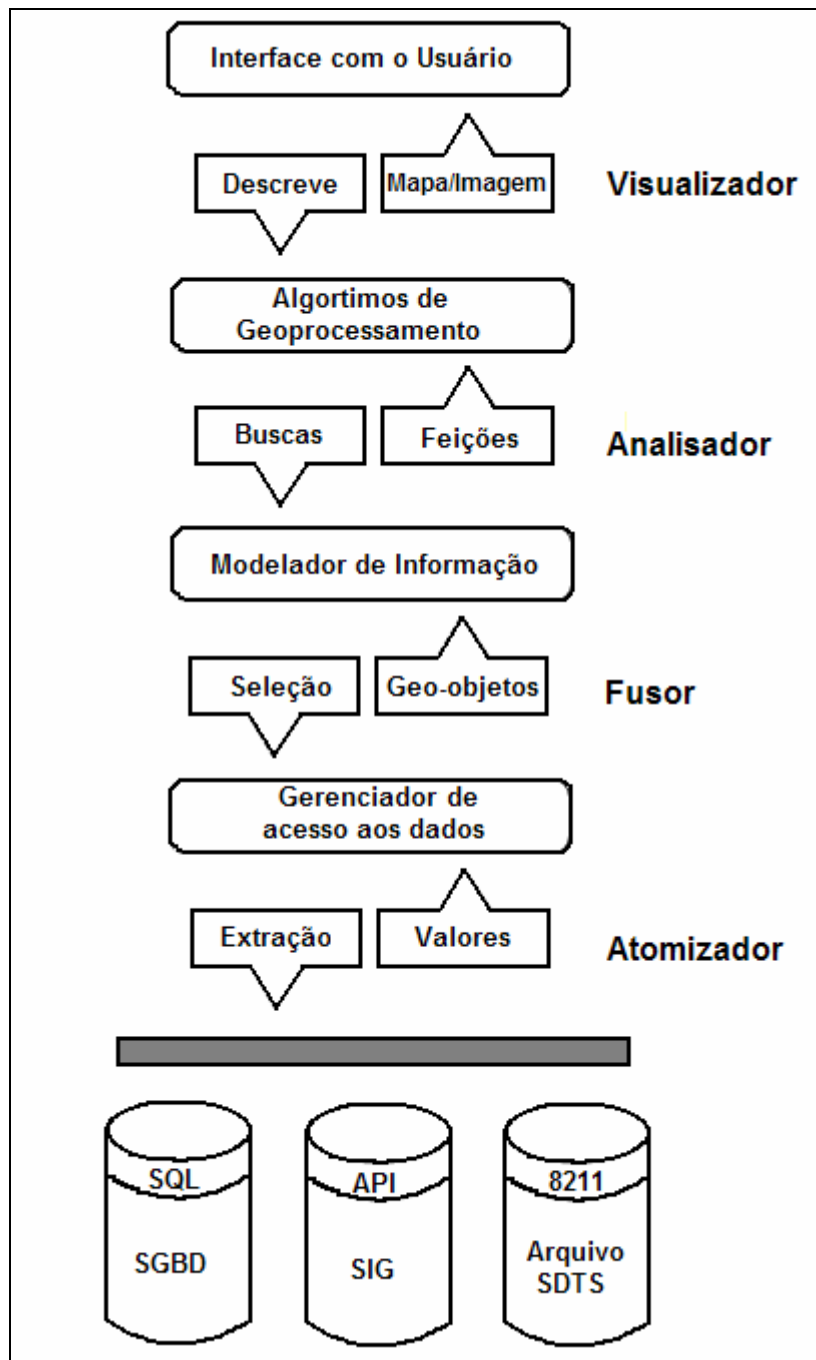 Interface com o Usuário
Descreve
Mapa/Imagem
Visualizador
Algortimos de
Geoprocessamento
Buscas
Feições
Analisador
Modelador de Informação
Seleção
Geo-objetos
Fusor
Gerenciador de
acesso aos dados
Extração
Valores
Atomizador
SQL
API
8211
SGBD
SIG
Arquivo
SDTS